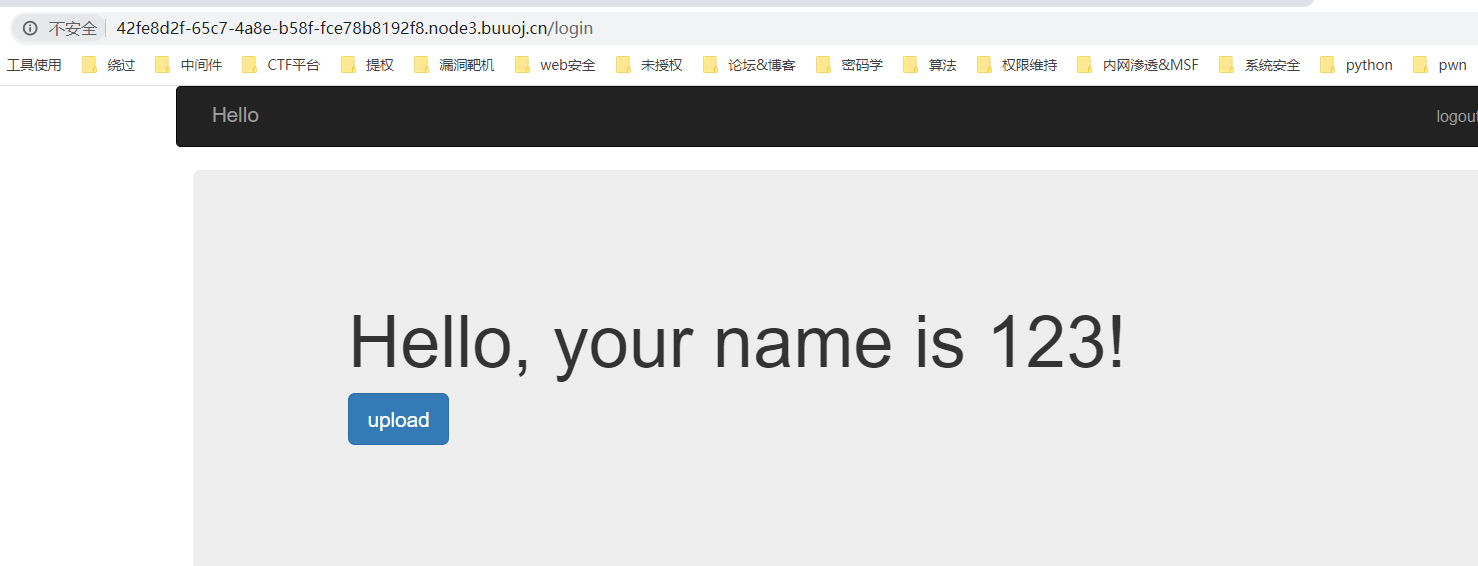 不安全 42fe8d2f-65c7-4a8e-b58f-fce78b8192f8.node3.buuoj.cn/login
工具使用 绕过 中间件 CTF平台 提权 漏洞靶机 web安全 未授权 论坛&博客 密码学 算法 权限维持 内网渗透&MSF 系统安全 python pwn
Hello logout
Hello, your name is 123!
upload